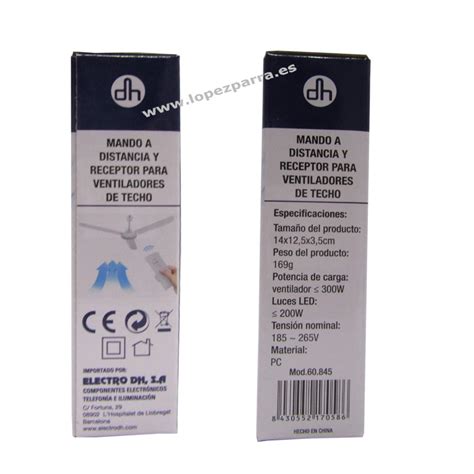 dh
www.lopezparra.es
MANDO A
DISTANCIA Y
RECEPTOR PARA
VENTILADORES
DE TECHO
CE
IMPORTADO POR:
ELECTRO DH, S.A
COMPONENTES ELECTRÓNICOS
TELEFONÍA E ILUMINACIÓN
C/ Fortuna, 29
08902 L'Hospitalet de Llobregat
Barcelona
www.electrodh.com
dh
MANDO A
DISTANCIA Y
RECEPTOR PARA
VENTILADORES
DE TECHO
Especificaciones:
Tamaño del producto:
14x12,5x3,5cm
Peso del producto:
169g
Potencia de carga:
ventilador ≤ 300W
Luces LED:
≤ 200W
Tensión nominal:
185 ~ 265V
Material:
PC
Mod.60.845
8 430552 170586
HECHO EN CHINA